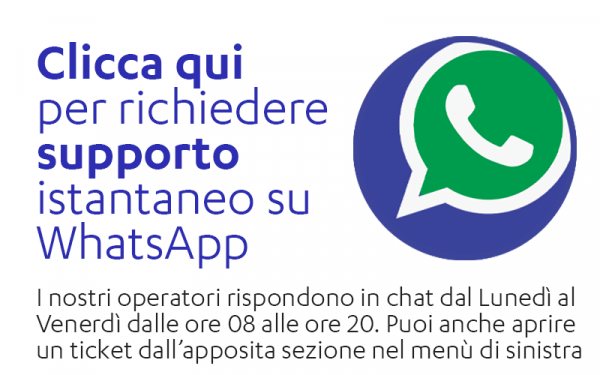 Clicca qui
per richiedere
supporto
istantaneo su
WhatsApp
I nostri operatori rispondono in chat dal Lunedì al
Venerdì dalle ore 08 alle ore 20. Puoi anche aprire
un ticket dall'apposita sezione nel menù di sinistra